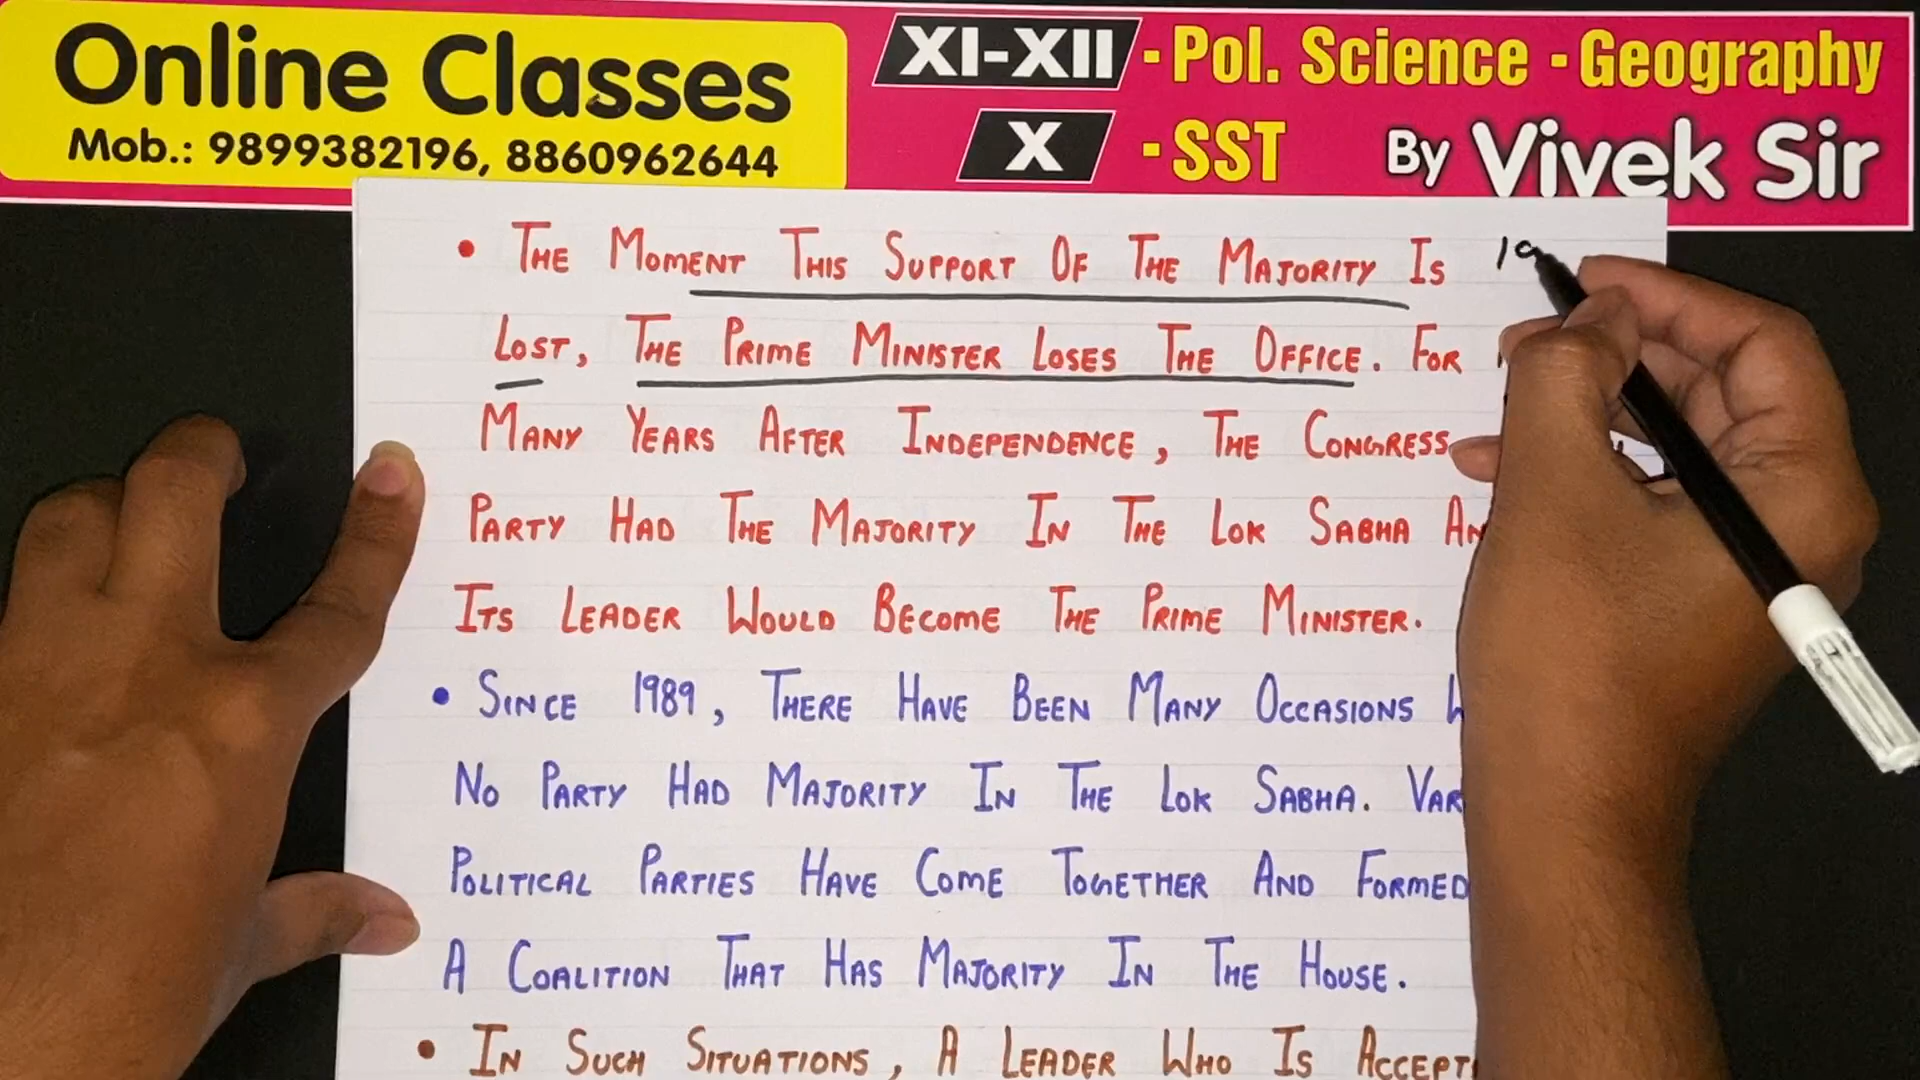 Online Classes
Mob.: 9899382196, 8860962644
XI-XII - Pol. Science - Geography
X - SST By Vivek Sir
• THE MOMENT THIS SUPPORT OF THE MAJORITY IS
LOST, THE PRIME MINISTER LOSES THE OFFICE. FOR
MANY YEARS AFTER INDEPENDENCE, THE CONGRESS
PARTY HAD THE MAJORITY IN THE LOK SABHA
ITS LEADER WOULD BECOME THE PRIME MINISTER.
• SINCE 1989, THERE HAVE BEEN MANY OCCASIONS
NO PARTY HAD MAJORITY IN THE LOK SABHA.
POLITICAL PARTIES HAVE COME TOGETHER AND FORMED
A COALITION THAT HAS MAJORITY IN THE HOUSE.
• IN SUCH SITUATIONS, A LEADER WHO IS